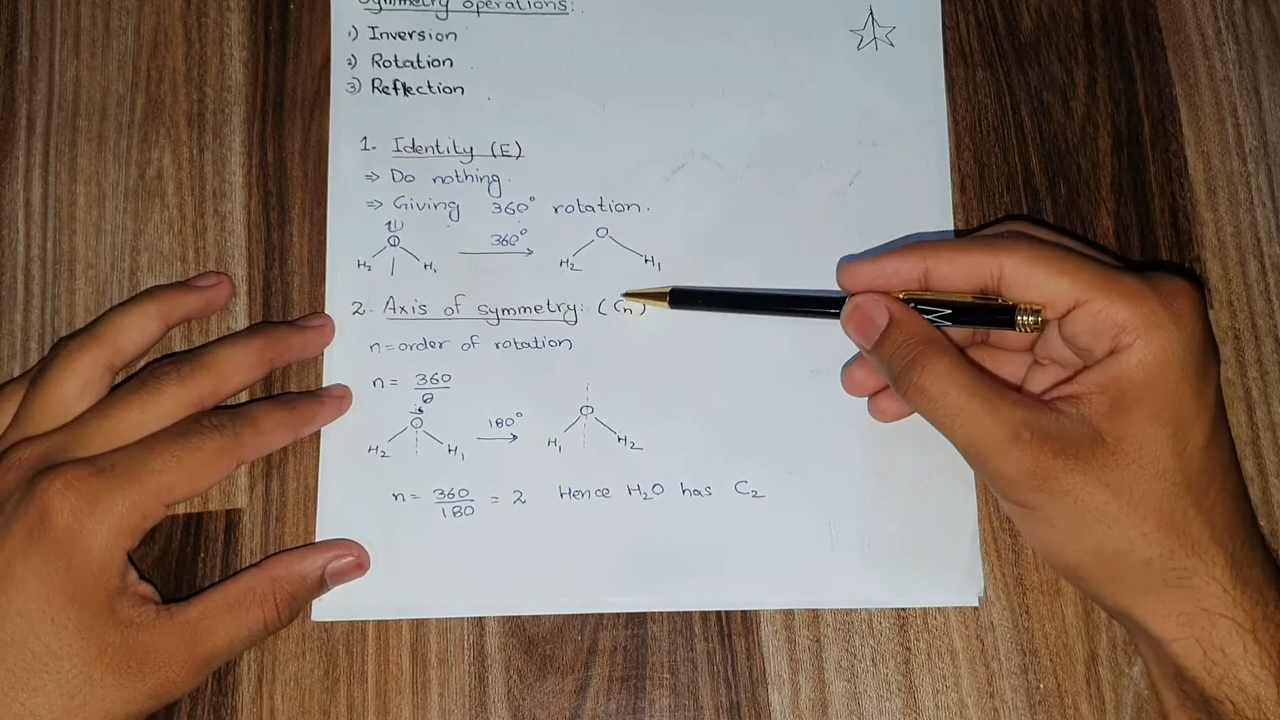 Symmetry operations:
1) Inversion
2) Rotation
3) Reflection
1. Identity (E)
⇒ Do nothing.
⇒ Giving 360° rotation.
O 360° O
H2 H1 H2 H1
2. Axis of symmetry: (Cn)
n = order of rotation
n = 360/θ
O 180° O
H2 H1 H1 H2
n = 360/180 = 2 Hence H2O has C2